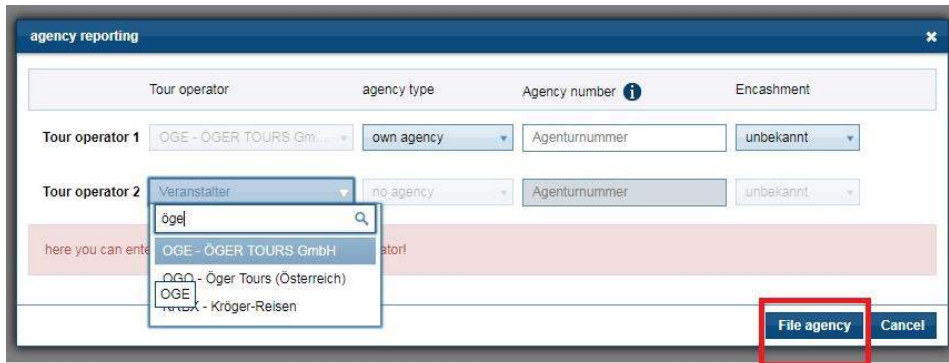 agency reporting
Tour operator agency type Agency number Encashment
Tour operator 1 OGE - ÖGER TOURS Gm... own agency Agenturnummer unbekannt
Tour operator 2 Veranstalter no agency Agenturnummer unbekannt
öge
here you can ator!
OGE - ÖGER TOURS GmbH
OGO - Öger Tours (Österreich)
OGE
- Kröger-Reisen
File agency Cancel